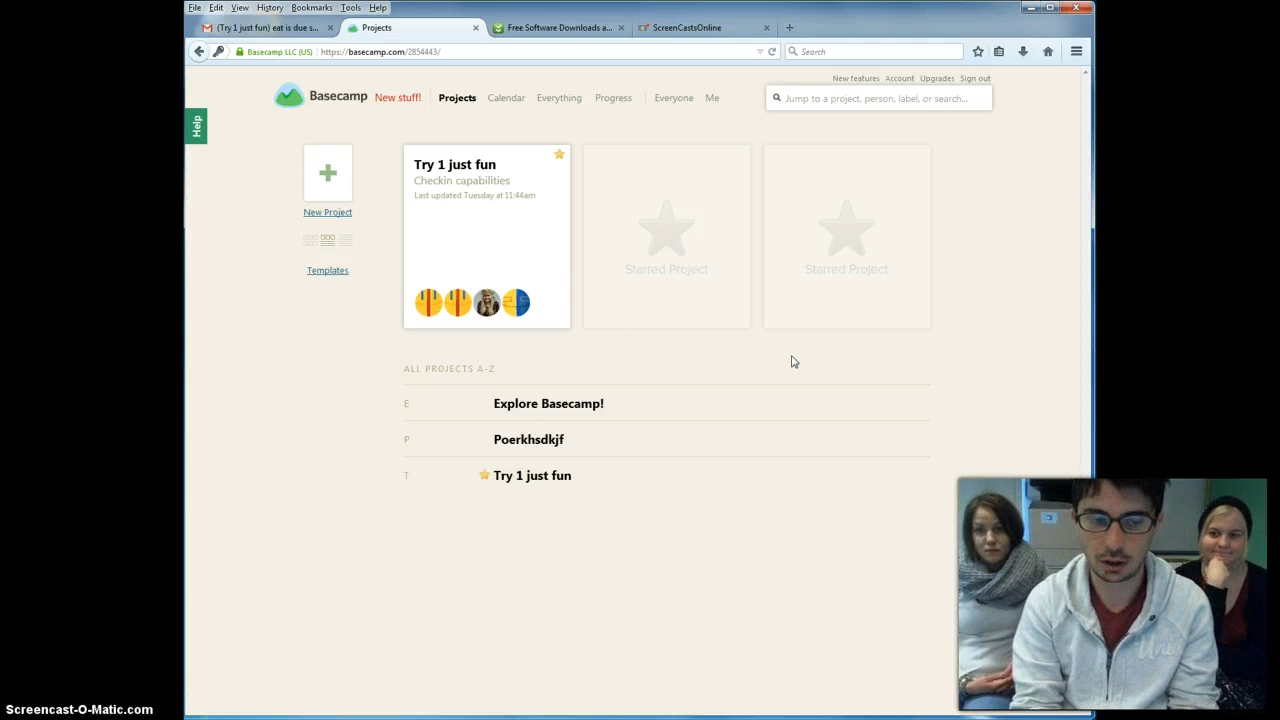 File Edit View History Bookmarks Tools Help
(Try 1 just fun) eat is due s... Projects Free Software Downloads a... ScreenCastsOnline
Basecamp LLC (US) https://basecamp.com/2854443/ Search
New features Account Upgrades Sign out
Basecamp New stuff! Projects Calendar Everything Progress Everyone Me Jump to a project, person, label, or search...
Help
Try 1 just fun
Checkin capabilities
Last updated Tuesday at 11:44am
New Project
Templates
Starred Project Starred Project
ALL PROJECTS A-Z
E Explore Basecamp!
P Poerkhsdkjf
T Try 1 just fun
Screencast-O-Matic.com